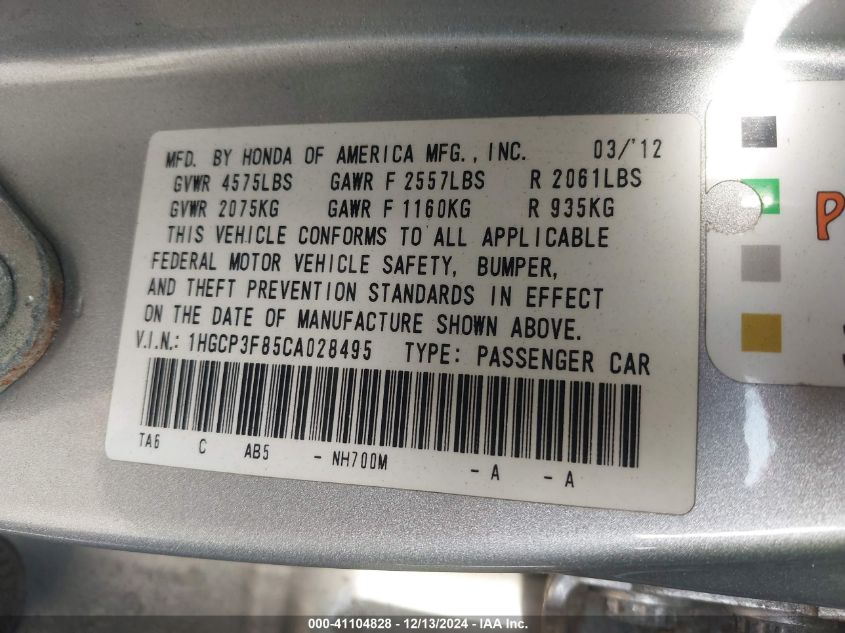 MFD. BY HONDA OF AMERICA MFG., INC. 03/'12
GVWR 4575LBS GAWR F 2557LBS R 2061LBS
GVWR 2075KG GAWR F 1160KG R 935KG
THIS VEHICLE CONFORMS TO ALL APPLICABLE
FEDERAL MOTOR VEHICLE SAFETY, BUMPER,
AND THEFT PREVENTION STANDARDS IN EFFECT
ON THE DATE OF MANUFACTURE SHOWN ABOVE.
V.I.N.: 1HGCP3F85CA028495 TYPE: PASSENGER CAR
TA6 C AB5 - NH700M - A - A
P
000-41104828 - 12/13/2024 - IAA Inc.